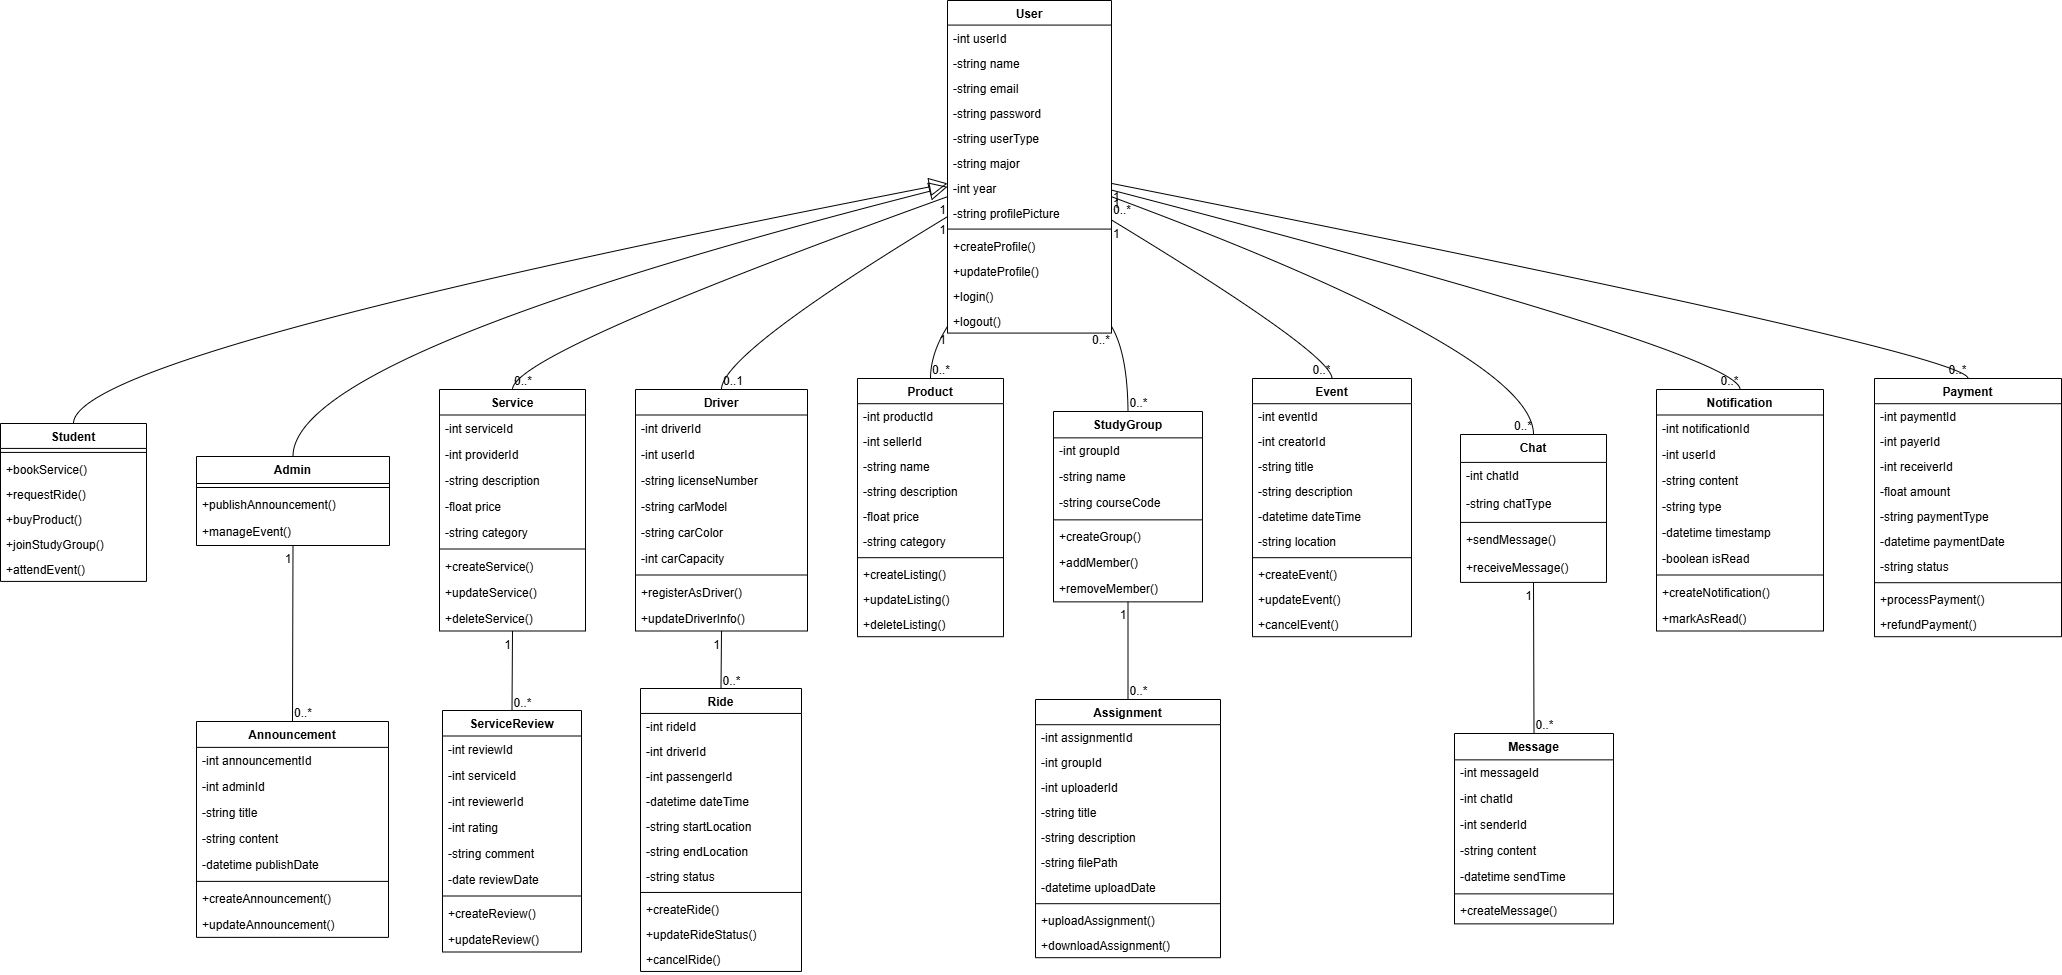 User
-int userId
-string name
-string email
-string password
-string userType
-string major
-int year
-string profilePicture
+createProfile()
+updateProfile()
+login()
+logout()
1
1
1
0..*
1
1
0..*
1
0..*
0..1
0..*
0..*
0..*
0..*
0..*
0..*
Student
+bookService()
+requestRide()
+buyProduct()
+joinStudyGroup()
+attendEvent()
Admin
+publishAnnouncement()
+manageEvent()
1
0..*
Service
-int serviceId
-int providerId
-string description
-float price
-string category
+createService()
+updateService()
+deleteService()
1
0..*
Driver
-int driverId
-int userId
-string licenseNumber
-string carModel
-string carColor
-int carCapacity
+registerAsDriver()
+updateDriverInfo()
1
0..*
Product
-int productId
-int sellerId
-string name
-string description
-float price
-string category
+createListing()
+updateListing()
+deleteListing()
StudyGroup
-int groupId
-string name
-string courseCode
+createGroup()
+addMember()
+removeMember()
1
0..*
Event
-int eventId
-int creatorId
-string title
-string description
-datetime dateTime
-string location
+createEvent()
+updateEvent()
+cancelEvent()
Chat
-int chatId
-string chatType
+sendMessage()
+receiveMessage()
1
0..*
Notification
-int notificationId
-int userId
-string content
-string type
-datetime timestamp
-boolean isRead
+createNotification()
+markAsRead()
Payment
-int paymentId
-int payerId
-int receiverId
-float amount
-string paymentType
-datetime paymentDate
-string status
+processPayment()
+refundPayment()
Announcement
-int announcementId
-int adminId
-string title
-string content
-datetime publishDate
+createAnnouncement()
+updateAnnouncement()
ServiceReview
-int reviewId
-int serviceId
-int reviewerId
-int rating
-string comment
-date reviewDate
+createReview()
+updateReview()
Ride
-int rideId
-int driverId
-int passengerId
-datetime dateTime
-string startLocation
-string endLocation
-string status
+createRide()
+updateRideStatus()
+cancelRide()
Assignment
-int assignmentId
-int groupId
-int uploaderId
-string title
-string description
-string filePath
-datetime uploadDate
+uploadAssignment()
+downloadAssignment()
Message
-int messageId
-int chatId
-int senderId
-string content
-datetime sendTime
+createMessage()